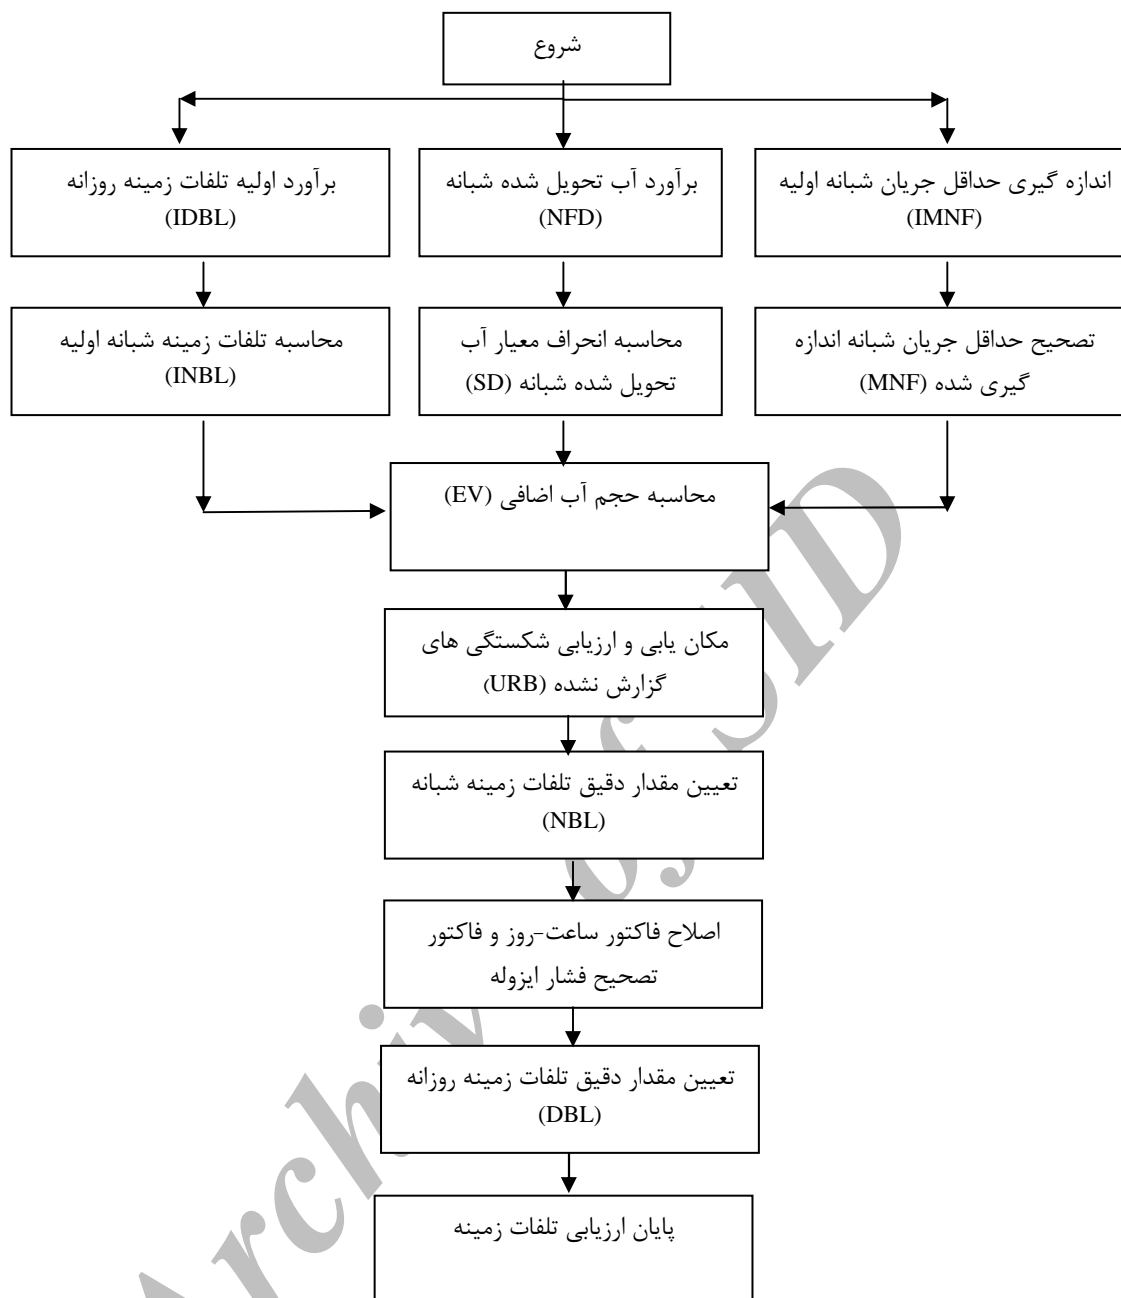 شروع
اندازه گیری حداقل جریان شبانه اولیه
(IMNF)
برآورد آب تحویل شده شبانه
(NFD)
برآورد اولیه تلفات زمینه روزانه
(IDBL)
تصحیح حداقل جریان شبانه اندازه
گیری شده (MNF)
محاسبه انحراف معیار آب
تحویل شده شبانه (SD)
محاسبه تلفات زمینه شبانه اولیه
(INBL)
محاسبه حجم آب اضافی (EV)
مکان یابی و ارزیابی شکستگی های
گزارش نشده (URB)
تعیین مقدار دقیق تلفات زمینه شبانه
(NBL)
اصلاح فاکتور ساعت-روز و فاکتور
تصحیح فشار ایزوله
تعیین مقدار دقیق تلفات زمینه روزانه
(DBL)
پایان ارزیابی تلفات زمینه
Archive of SID